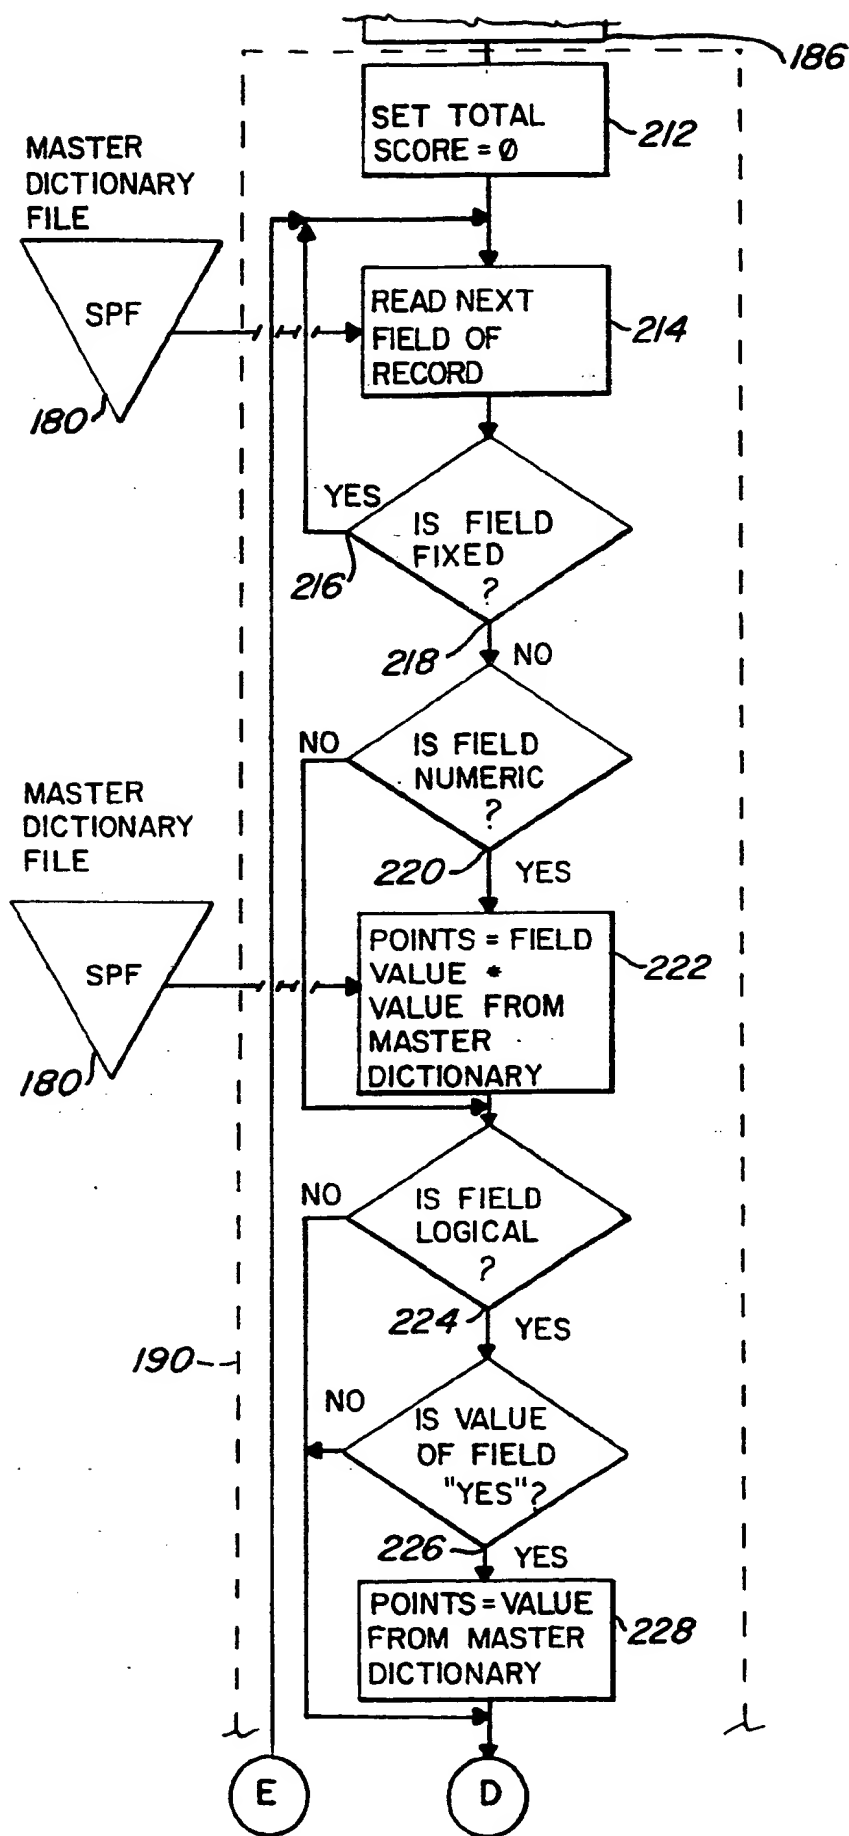 186
SET TOTAL
SCORE = Ø
212
MASTER
DICTIONARY
FILE
SPF
180
READ NEXT
FIELD OF
RECORD
214
YES
IS FIELD
FIXED
?
216
218
NO
NO
IS FIELD
NUMERIC
?
220
YES
MASTER
DICTIONARY
FILE
SPF
180
POINTS = FIELD
VALUE *
VALUE FROM
MASTER
DICTIONARY
222
NO
IS FIELD
LOGICAL
?
224
YES
190
NO
IS VALUE
OF FIELD
"YES"?
226
YES
POINTS = VALUE
FROM MASTER
DICTIONARY
228
E
D